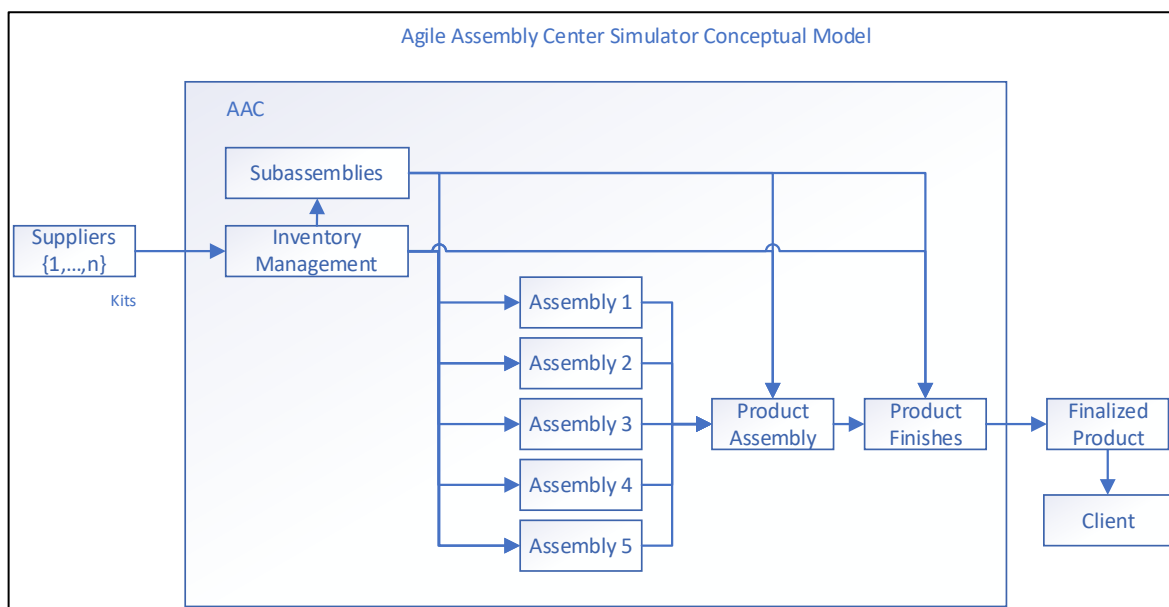 Agile Assembly Center Simulator Conceptual Model
AAC
Subassemblies
Suppliers
{1,...,n}
Inventory
Management
Kits
Assembly 1
Assembly 2
Assembly 3
Product
Assembly
Product
Finishes
Finalized
Product
Assembly 4
Assembly 5
Client